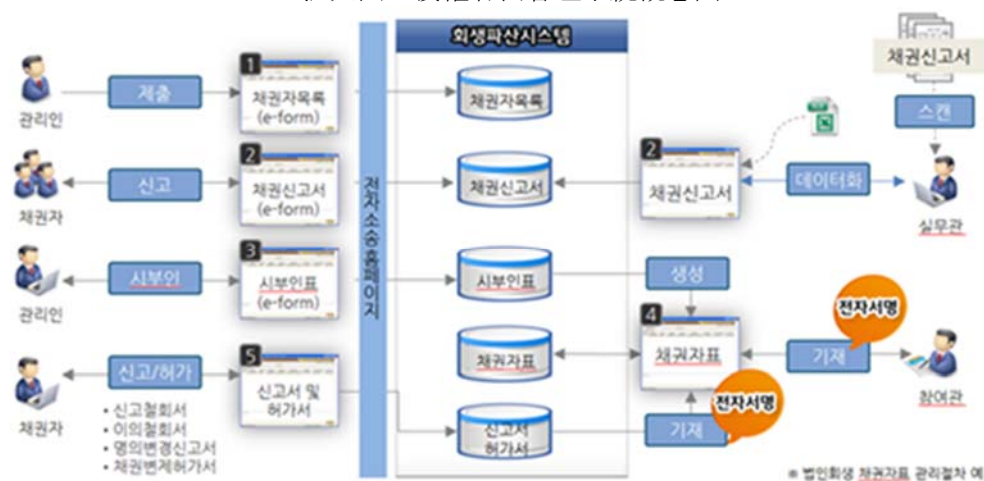 회생파산시스템
채권신고서
제출
1
채권자목록
(e-form)
채권자목록
관리인
스캔
신고
2
채권신고서
(e-form)
채권신고서
2
채권신고서
데이터화
채권자
실무관
전자소송홈페이지
시부인
3
시부인표
(e-form)
시부인표
생성
관리인
전자서명
4
채권자표
채권자표
기재
참여관
신고/허가
5
신고서 및
허가서
채권자
• 신고철회서
• 이의철회서
• 명의변경신고서
• 채권변제허가서
신고서
허가서
기재
전자서명
※ 법인회생 채권자표 관리절차 예